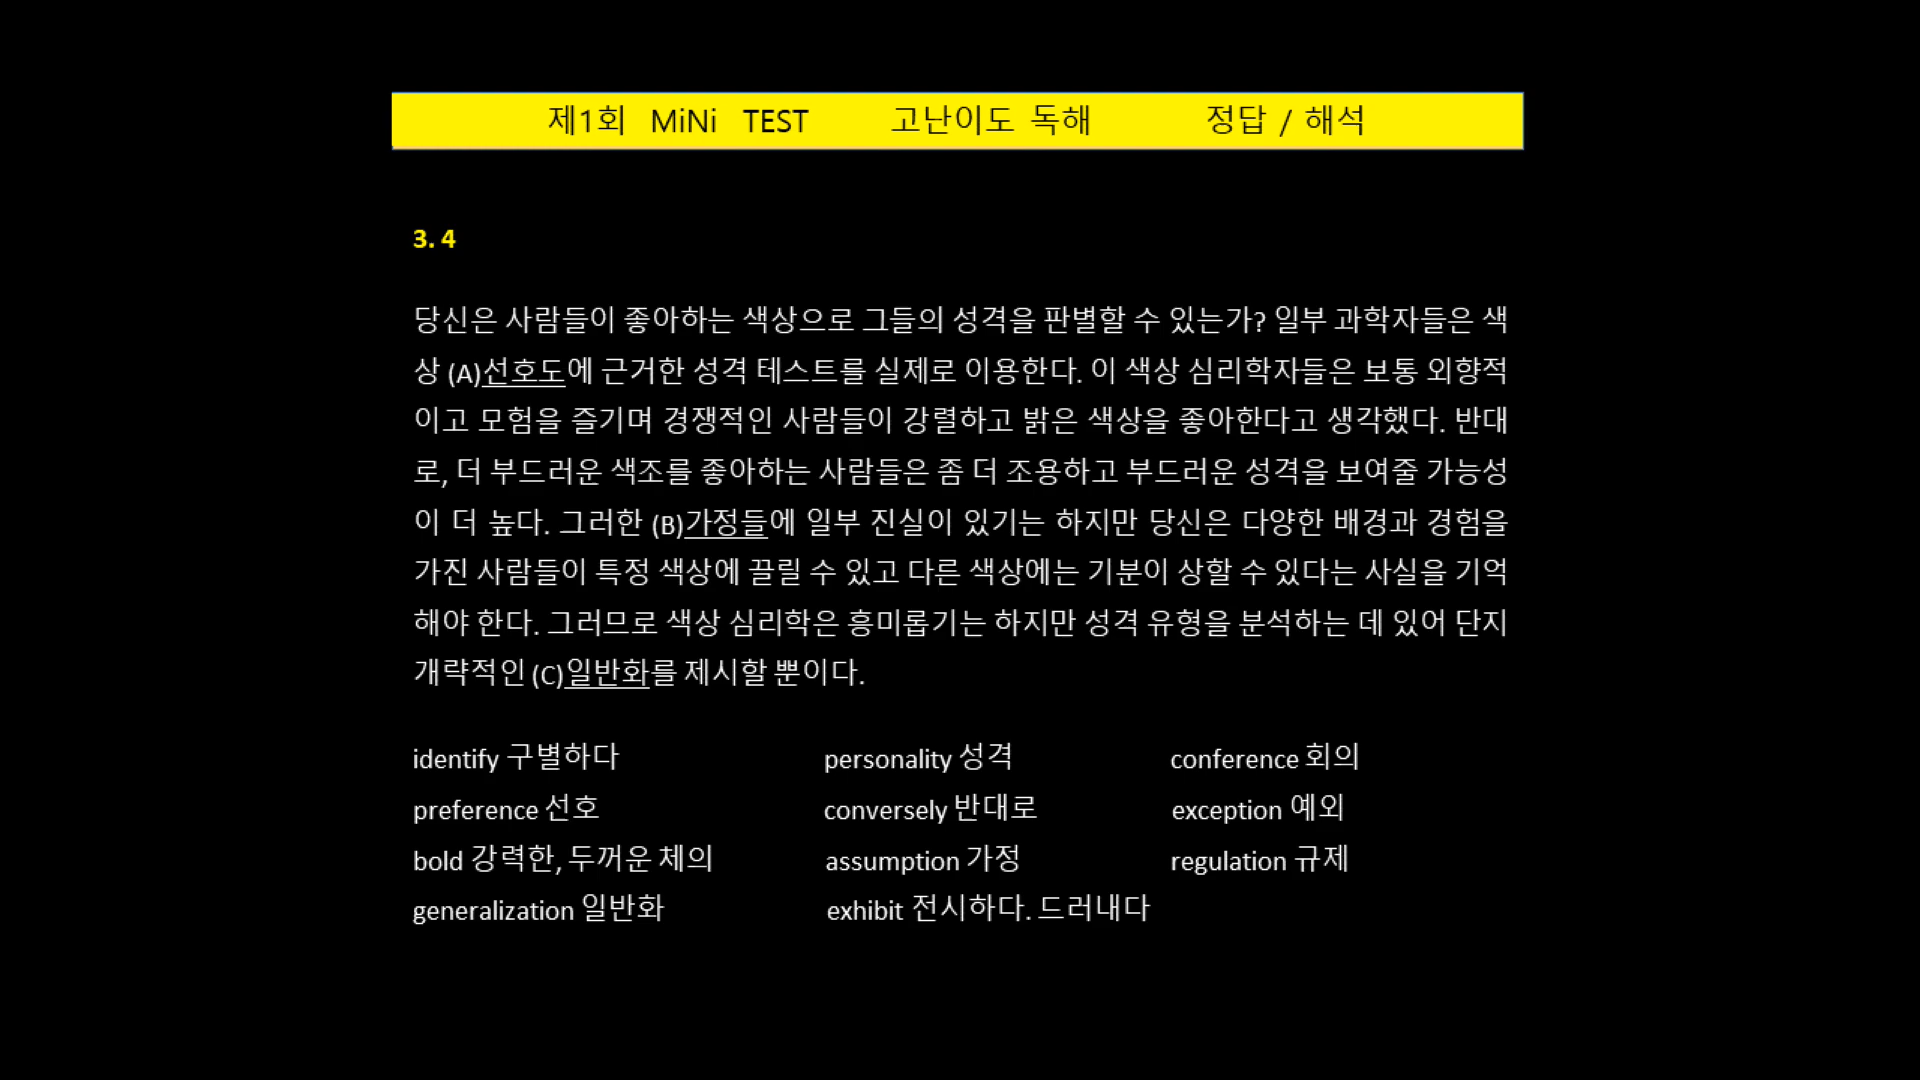 제1회 MiNi TEST 고난이도 독해 정답 / 해석
3. 4
당신은 사람들이 좋아하는 색상으로 그들의 성격을 판별할 수 있는가? 일부 과학자들은 색
상 (A)선호도에 근거한 성격 테스트를 실제로 이용한다. 이 색상 심리학자들은 보통 외향적
이고 모험을 즐기며 경쟁적인 사람들이 강렬하고 밝은 색상을 좋아한다고 생각했다. 반대
로, 더 부드러운 색조를 좋아하는 사람들은 좀 더 조용하고 부드러운 성격을 보여줄 가능성
이 더 높다. 그러한 (B)가정들에 일부 진실이 있기는 하지만 당신은 다양한 배경과 경험을
가진 사람들이 특정 색상에 끌릴 수 있고 다른 색상에는 기분이 상할 수 있다는 사실을 기억
해야 한다. 그러므로 색상 심리학은 흥미롭기는 하지만 성격 유형을 분석하는 데 있어 단지
개략적인 (C)일반화를 제시할 뿐이다.
identify 구별하다 personality 성격 conference 회의
preference 선호 conversely 반대로 exception 예외
bold 강력한, 두꺼운 체의 assumption 가정 regulation 규제
generalization 일반화 exhibit 전시하다. 드러내다